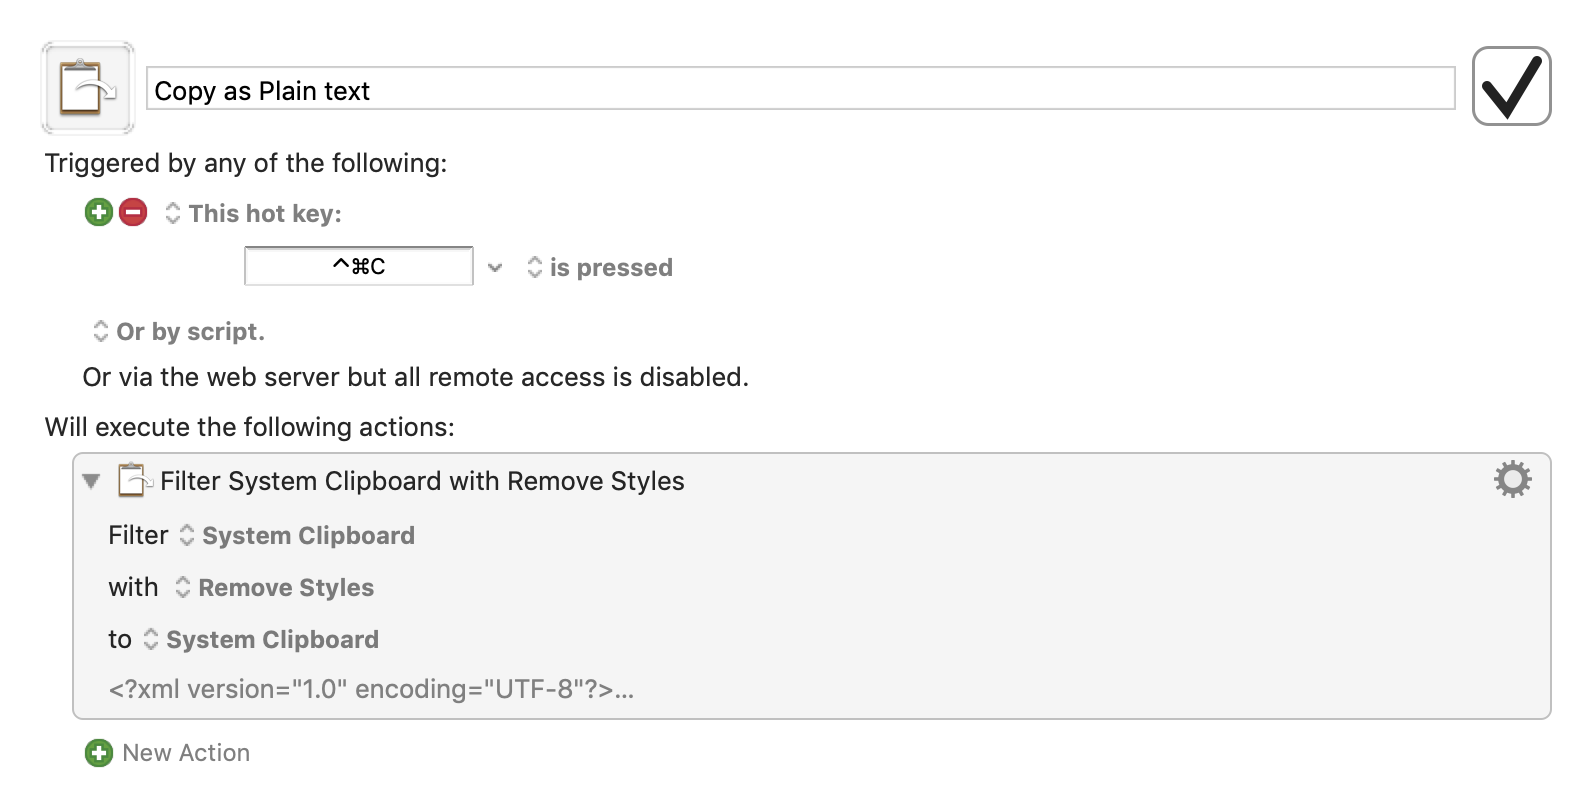 Copy as Plain text
Triggered by any of the following:
This hot key:
^⌘C is pressed
Or by script.
Or via the web server but all remote access is disabled.
Will execute the following actions:
Filter System Clipboard with Remove Styles
Filter System Clipboard
with Remove Styles
to System Clipboard
<?xml version="1.0" encoding="UTF-8"?>...
New Action